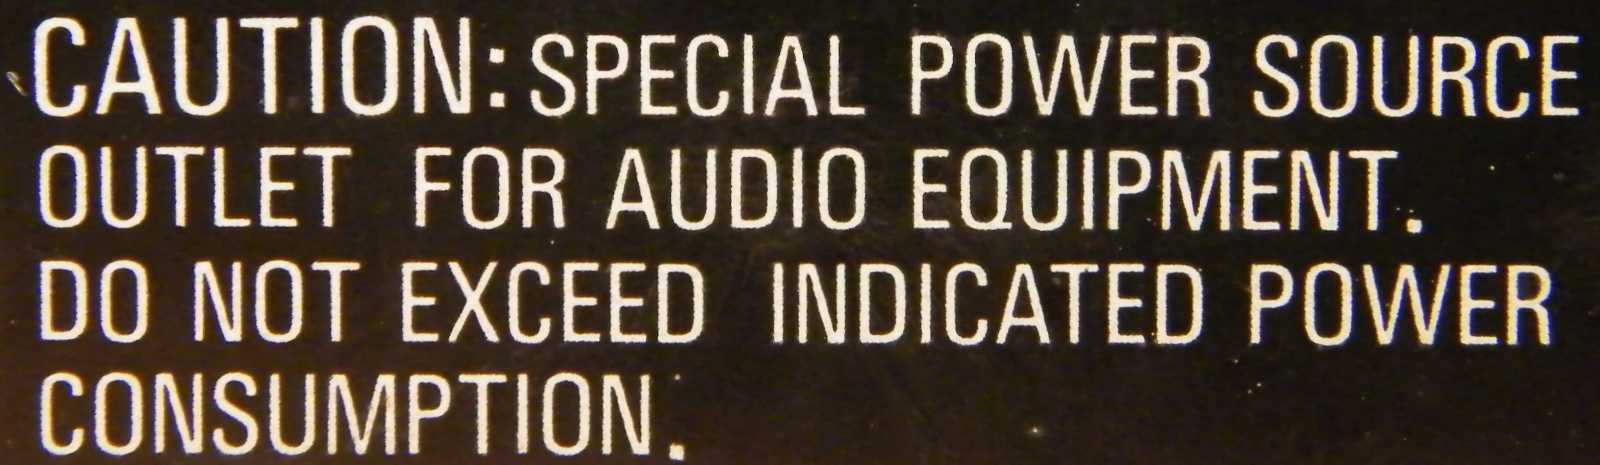 CAUTION: SPECIAL POWER SOURCE
OUTLET FOR AUDIO EQUIPMENT.
DO NOT EXCEED INDICATED POWER
CONSUMPTION.